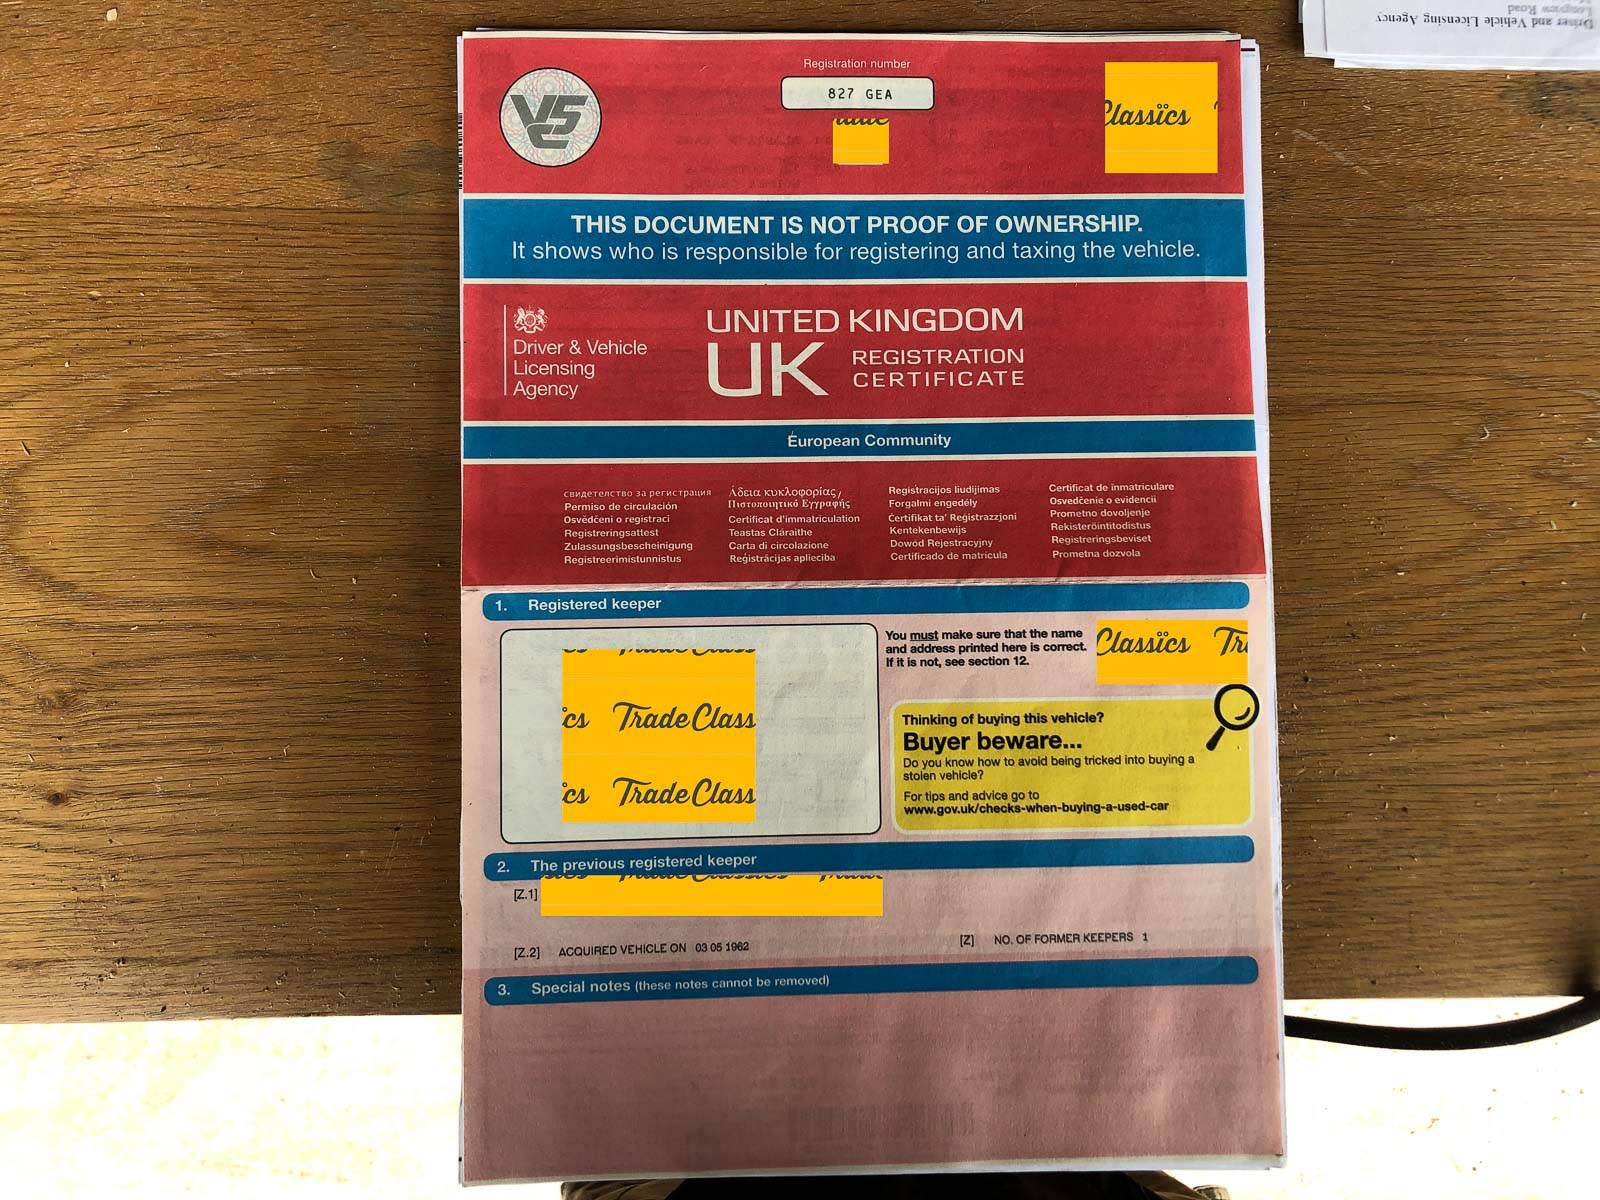 Driver and Vehicle Licensing Agency
Longview Road
V5C
Registration number
827 GEA
Classïcs
THIS DOCUMENT IS NOT PROOF OF OWNERSHIP.
It shows who is responsible for registering and taxing the vehicle.
Driver & Vehicle
Licensing
Agency
UNITED KINGDOM
UK REGISTRATION
CERTIFICATE
European Community
свидетелство за регистрация
Permiso de circulación
Osvědčení o registraci
Registreringsattest
Zulassungsbescheinigung
Registreerimistunnistus
Άδεια κυκλοφορίας /
Πιστοποιητικό Εγγραφής
Certificat d'immatriculation
Teastas Cláraithe
Carta di circolazione
Reģistrācijas apliecība
Registracijos liudijimas
Forgalmi engedély
Ċertifikat ta' Reġistrazzjoni
Kentekenbewijs
Dowód Rejestracyjny
Certificado de matrícula
Certificat de înmatriculare
Osvedčenie o evidencii
Prometno dovoljenje
Rekisteröintitodistus
Registreringsbeviset
Prometna dozvola
1. Registered keeper
Trade Class
Trade Class
You must make sure that the name
and address printed here is correct.
If it is not, see section 12.
Classïcs
Thinking of buying this vehicle?
Buyer beware...
Do you know how to avoid being tricked into buying a
stolen vehicle?
For tips and advice go to
www.gov.uk/checks-when-buying-a-used-car
2. The previous registered keeper
[Z.1]
[Z.2] ACQUIRED VEHICLE ON 03 05 1962
[Z] NO. OF FORMER KEEPERS 1
3. Special notes (these notes cannot be removed)